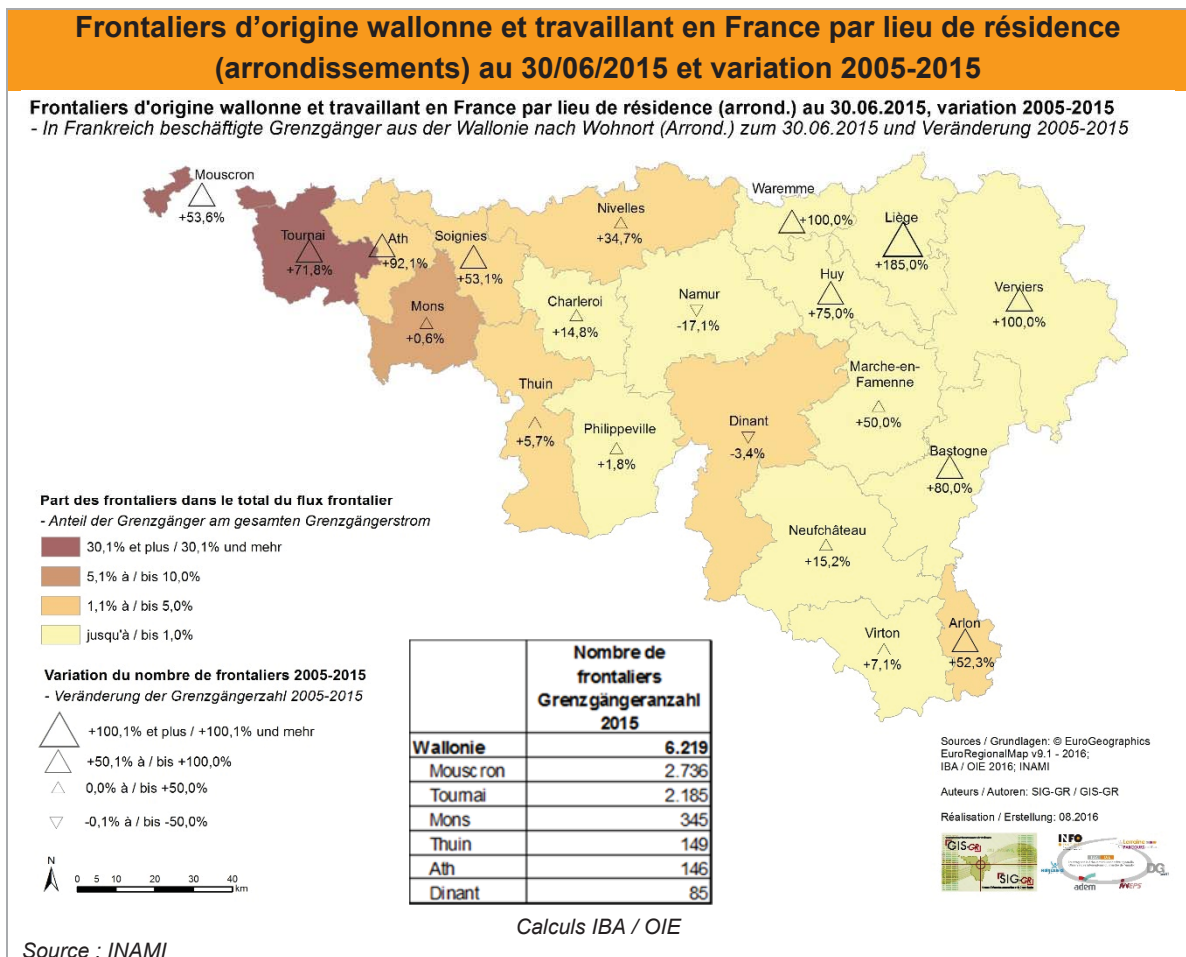 Frontaliers d'origine wallonne et travaillant en France par lieu de résidence
(arrondissements) au 30/06/2015 et variation 2005-2015
Frontaliers d'origine wallonne et travaillant en France par lieu de résidence (arrond.) au 30.06.2015, variation 2005-2015
- In Frankreich beschäftigte Grenzgänger aus der Wallonie nach Wohnort (Arrond.) zum 30.06.2015 und Veränderung 2005-2015
Mouscron
+53,6%
Tournai
+71,8%
Ath
+92,1%
Soignies
+53,1%
Nivelles
+34,7%
Waremme
+100,0%
Liège
+185,0%
Mons
+0,6%
Charleroi
+14,8%
Namur
-17,1%
Huy
+75,0%
Verviers
+100,0%
Thuin
+5,7%
Philippeville
+1,8%
Dinant
-3,4%
Marche-en-
Famenne
+50,0%
Bastogne
+80,0%
Neufchâteau
+15,2%
Virton
+7,1%
Arlon
+52,3%
Part des frontaliers dans le total du flux frontalier
- Anteil der Grenzgänger am gesamten Grenzgängerstrom
30,1% et plus / 30,1% und mehr
5,1% à / bis 10,0%
1,1% à / bis 5,0%
jusqu'à / bis 1,0%
Variation du nombre de frontaliers 2005-2015
- Veränderung der Grenzgängerzahl 2005-2015
+100,1% et plus / +100,1% und mehr
+50,1% à / bis +100,0%
0,0% à / bis +50,0%
-0,1% à / bis -50,0%
N
0 5 10 20 30 40
km
Nombre de
frontaliers
Grenzgängeranzahl
2015
Wallonie 6.219
Mouscron 2.736
Tournai 2.185
Mons 345
Thuin 149
Ath 146
Dinant 85
Calculs IBA / OIE
Sources / Grundlagen: © EuroGeographics
EuroRegionalMap v9.1 - 2016;
IBA / OIE 2016; INAMI
Auteurs / Autoren: SIG-GR / GIS-GR
Réalisation / Erstellung: 08.2016
GIS-GR
SIG-GR
INFO
Lorraine
DG
adem
Source : INAMI